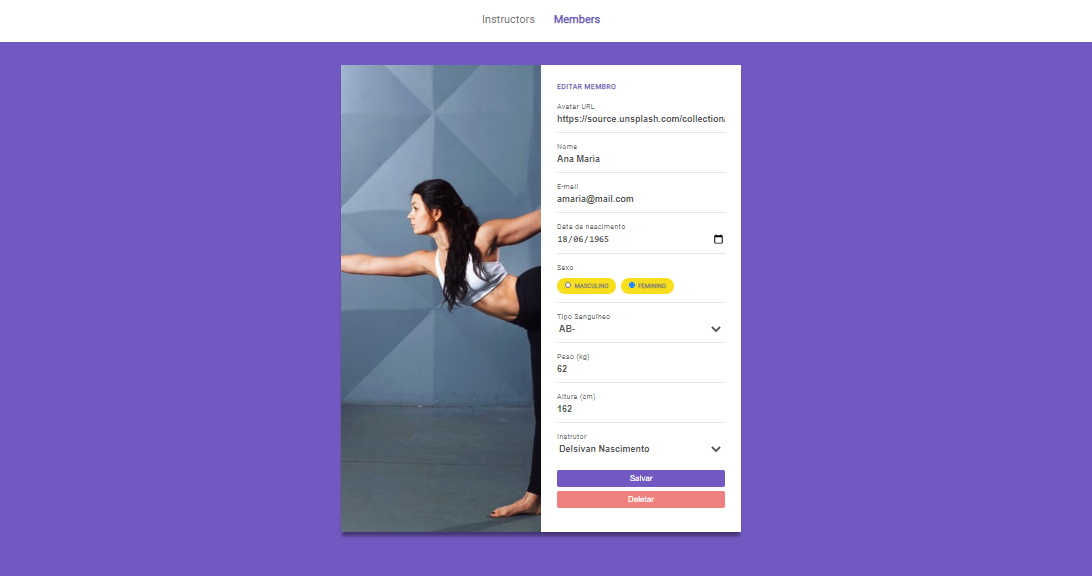 Instructors Members
EDITAR MEMBRO
Avatar URL
https://source.unsplash.com/collection/
Nome
Ana Maria
E-mail
amaria@mail.com
Data de nascimento
18/06/1965
Sexo
MASCULINO FEMININO
Tipo Sanguíneo
AB-
Peso (kg)
62
Altura (cm)
162
Instrutor
Delsivan Nascimento
Salvar
Deletar